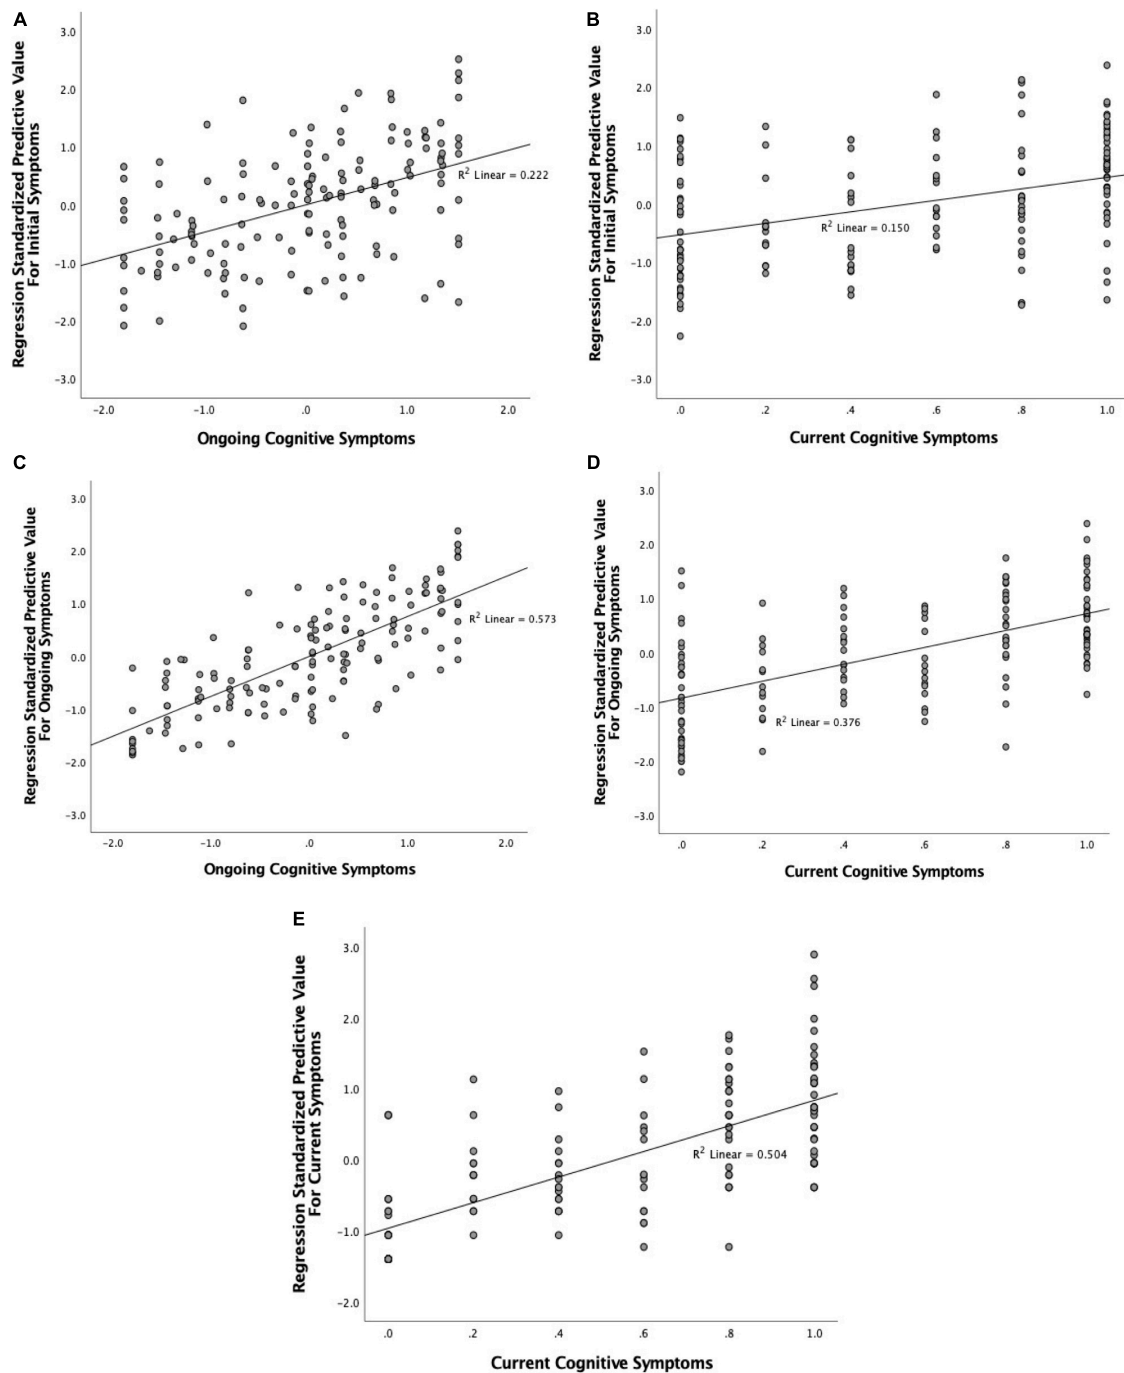 A
Regression Standardized Predictive Value
For Initial Symptoms
3.0
2.0
1.0
0.0
−1.0
−2.0
−3.0
R² Linear = 0.222
-2.0 -1.0 .0 1.0 2.0
Ongoing Cognitive Symptoms
B
Regression Standardized Predictive Value
For Initial Symptoms
3.0
2.0
1.0
0.0
−1.0
−2.0
−3.0
R² Linear = 0.150
.0 .2 .4 .6 .8 1.0
Current Cognitive Symptoms
C
Regression Standardized Predictive Value
For Ongoing Symptoms
3.0
2.0
1.0
0.0
−1.0
−2.0
−3.0
R² Linear = 0.573
-2.0 -1.0 .0 1.0 2.0
Ongoing Cognitive Symptoms
D
Regression Standardized Predictive Value
For Ongoing Symptoms
3.0
2.0
1.0
0.0
−1.0
−2.0
−3.0
R² Linear = 0.376
.0 .2 .4 .6 .8 1.0
Current Cognitive Symptoms
E
Regression Standardized Predictive Value
For Current Symptoms
3.0
2.0
1.0
0.0
−1.0
−2.0
R² Linear = 0.504
.0 .2 .4 .6 .8 1.0
Current Cognitive Symptoms